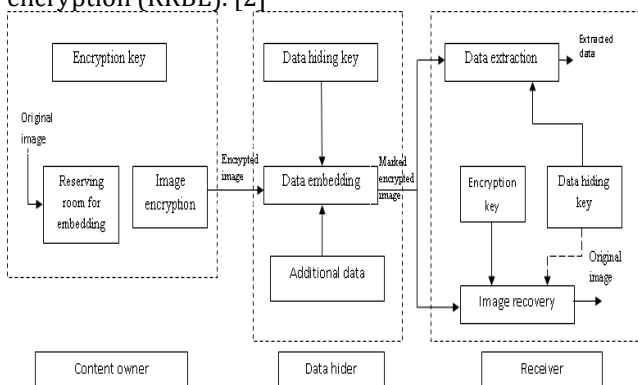 encryption (RRBE). [2]
Encryption key
Original
image
Reserving
room for
embedding
Image
encryption
Encrypted
image
Data hiding key
Data embedding
Additional data
Marked
encrypted
image
Data extraction
Extracted
data
Encryption
key
Data hiding
key
Original
image
Image recovery
Content owner
Data hider
Receiver